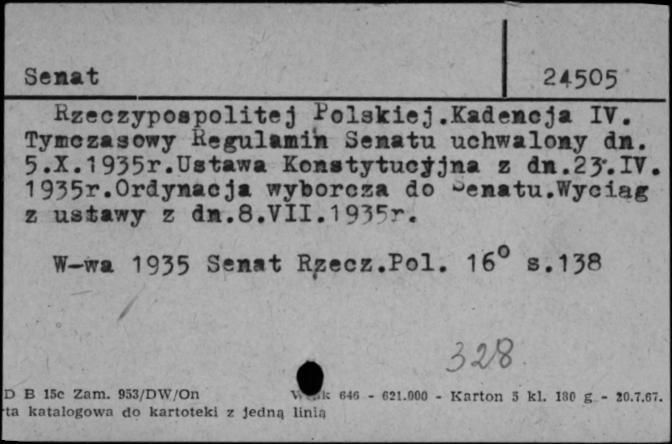 Senat 24505
Rzeczypospolitej Polskiej.Kadencja IV.
Tymczasowy Regulamin Senatu uchwalony dn.
5.X.1935r.Ustawa Konstytucyjna z dn.23.IV.
1935r.Ordynacja wyborcza do Senatu.Wyciąg
z ustawy z dn.8.VII.1935r.
W-wa 1935 Senat Rzecz.Pol. 16° s.138
328
D B 15c Zam. 953/DW/On 646 - 621.000 - Karton 5 kl. 180 g - 20.7.67.
ta katalogowa do kartoteki z jedną linią